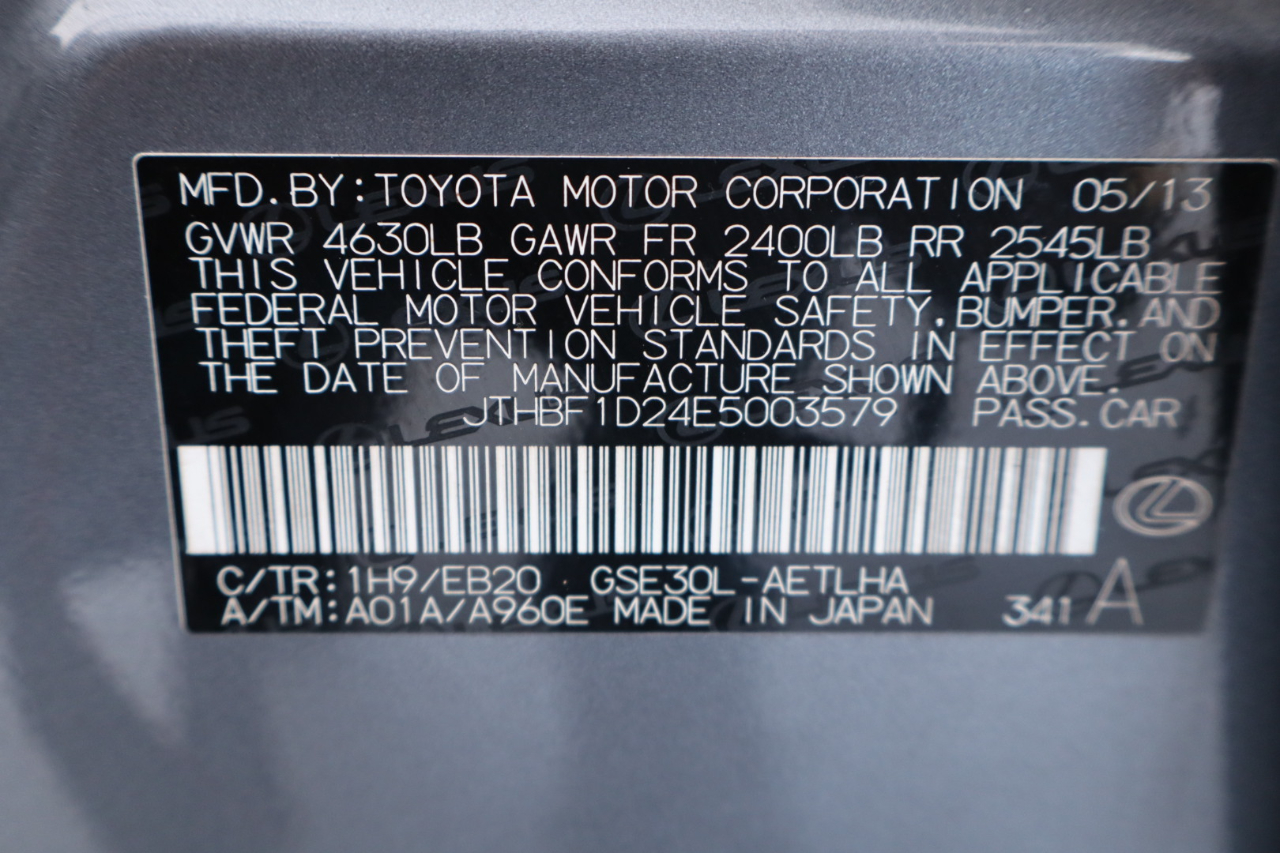 MFD.BY:TOYOTA MOTOR CORPORATION 05/13
GVWR 4630LB GAWR FR 2400LB RR 2545LB
THIS VEHICLE CONFORMS TO ALL APPLICABLE
FEDERAL MOTOR VEHICLE SAFETY,BUMPER,AND
THEFT PREVENTION STANDARDS IN EFFECT ON
THE DATE OF MANUFACTURE SHOWN ABOVE.
JTHBF1D24E5003579 PASS.CAR
C/TR:1H9/EB20 GSE30L-AETLHA
A/TM:A01A/A960E MADE IN JAPAN 341 A